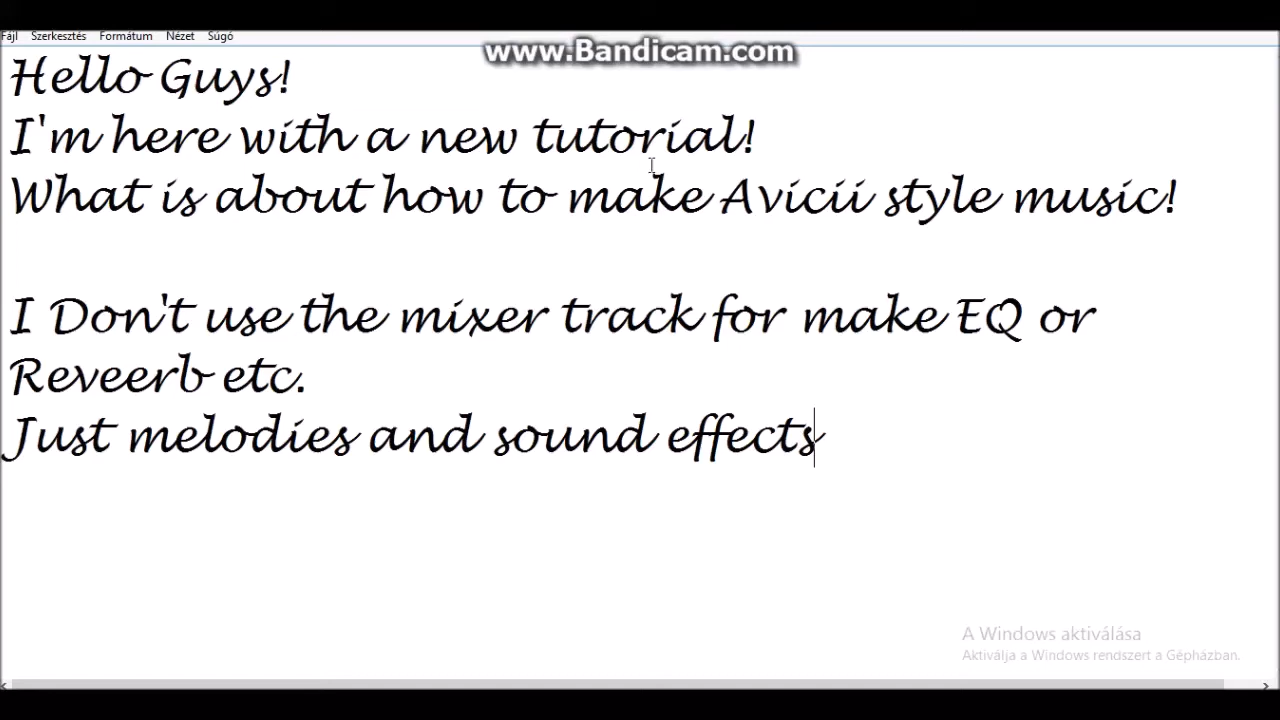 Fájl Szerkesztés Formátum Nézet Súgó
www.Bandicam.com
Hello Guys!
I'm here with a new tutorial!
What is about how to make Avicii style music!
I Don't use the mixer track for make EQ or
Reveerb etc.
Just melodies and sound effects
A Windows aktiválása
Aktiválja a Windows rendszert a Gépházban.